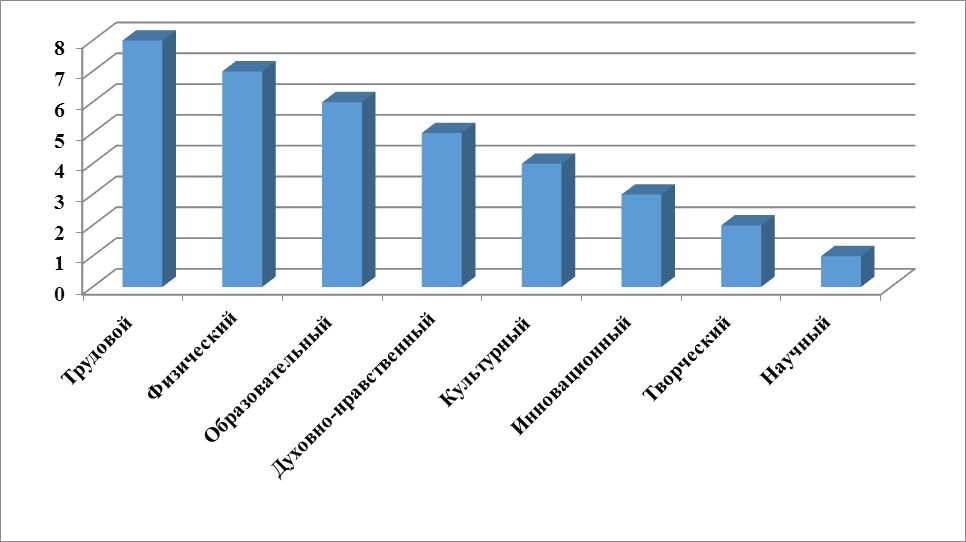 8
7
6
5
4
3
2
1
0
Трудовой
Физический
Образовательный
Духовно-нравственный
Культурный
Инновационный
Творческий
Научный